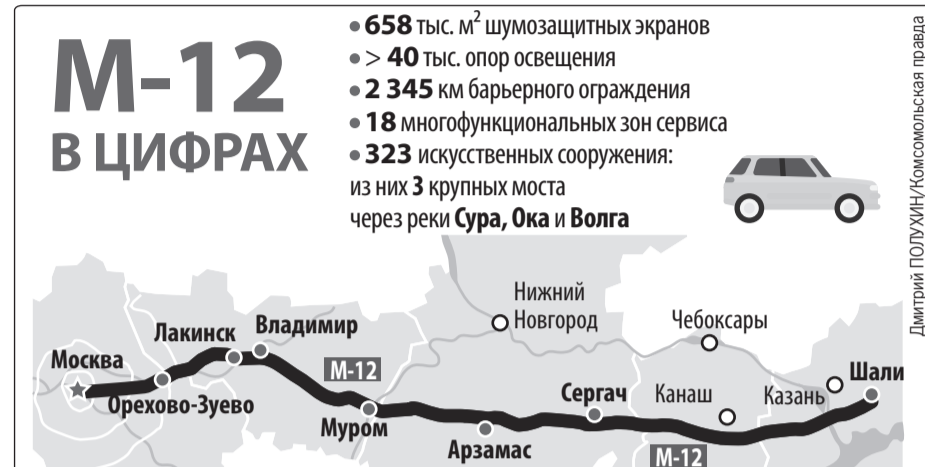 М-12
В ЦИФРАХ
• 658 тыс. м² шумозащитных экранов
• > 40 тыс. опор освещения
• 2 345 км барьерного ограждения
• 18 многофункциональных зон сервиса
• 323 искусственных сооружения:
из них 3 крупных моста
через реки Сура, Ока и Волга
Дмитрий ПОЛУХИН/Комсомольская правда
Нижний
Новгород
Чебоксары
Лакинск
Владимир
Москва
М-12
Шали
Орехово-Зуево
Сергач
Канаш
Казань
Муром
Арзамас
М-12